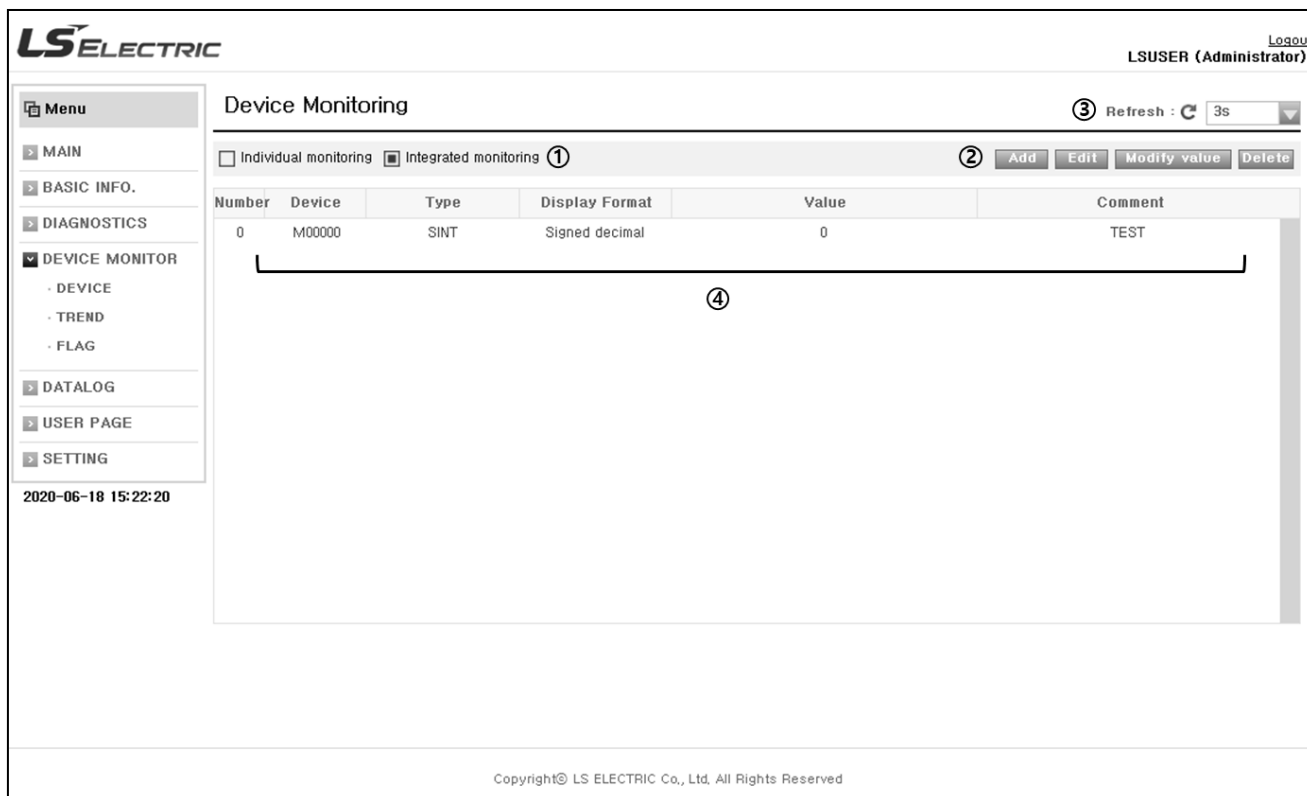 LS ELECTRIC
Logou
LSUSER (Administrator)
Menu
MAIN
BASIC INFO.
DIAGNOSTICS
DEVICE MONITOR
· DEVICE
· TREND
· FLAG
DATALOG
USER PAGE
SETTING
2020-06-18 15:22:20
Device Monitoring
③ Refresh : 3s
Individual monitoring Integrated monitoring ① ② Add Edit Modify value Delete
Number Device Type Display Format Value Comment
0 M00000 SINT Signed decimal 0 TEST
④
Copyright© LS ELECTRIC Co., Ltd, All Rights Reserved